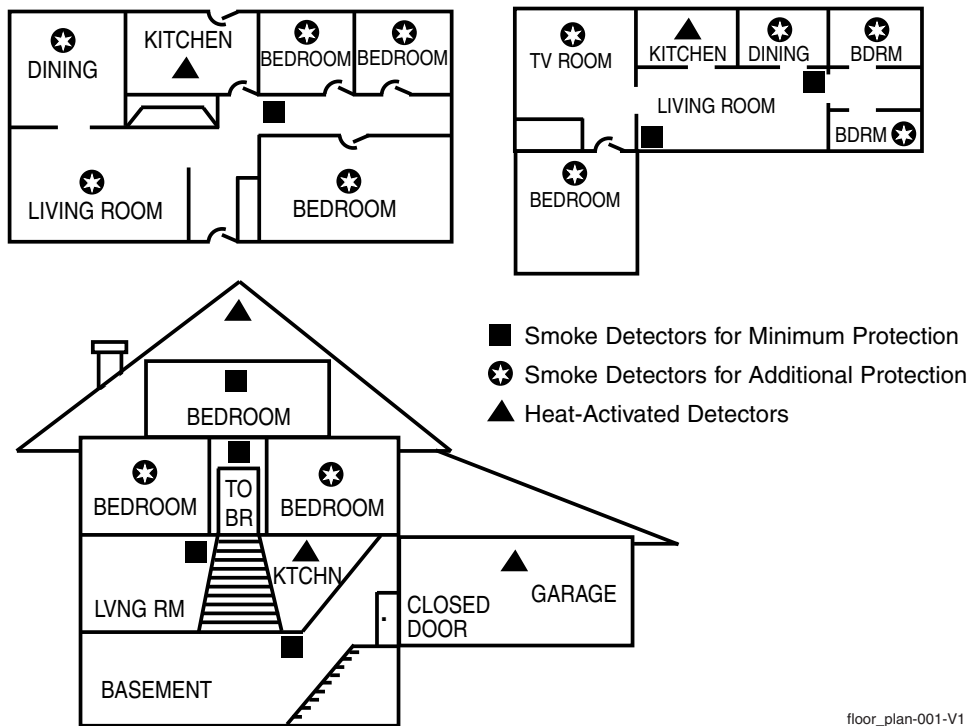 DINING
KITCHEN
BEDROOM
BEDROOM
LIVING ROOM
BEDROOM
TV ROOM
KITCHEN
DINING
BDRM
LIVING ROOM
BDRM
BEDROOM
Smoke Detectors for Minimum Protection
Smoke Detectors for Additional Protection
Heat-Activated Detectors
BEDROOM
BEDROOM
TO
BR
BEDROOM
LVNG RM
KTCHN
CLOSED
DOOR
GARAGE
BASEMENT
floor_plan-001-V1